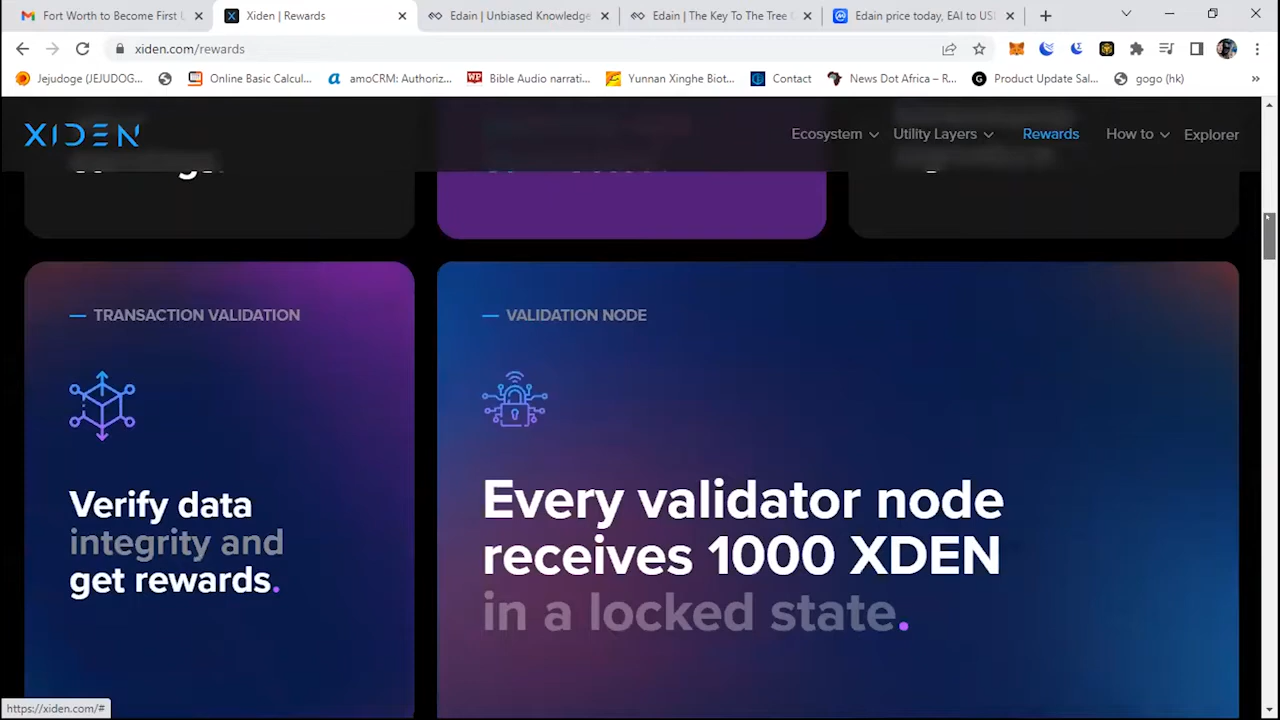 Fort Worth to Become First U
Xiden | Rewards
Edain | Unbiased Knowledge
Edain | The Key To The Tree
Edain price today, EAI to US
xiden.com/rewards
Jejudoge (JEJUDOG...
Online Basic Calcul...
amoCRM: Authoriz...
Bible Audio narrati...
Yunnan Xinghe Biot...
Contact
News Dot Africa – R...
Product Update Sal...
gogo (hk)
XIDEN
Ecosystem
Utility Layers
Rewards
How to
Explorer
TRANSACTION VALIDATION
Verify data
integrity and
get rewards.
VALIDATION NODE
Every validator node
receives 1000 XDEN
in a locked state.
https://xiden.com/#